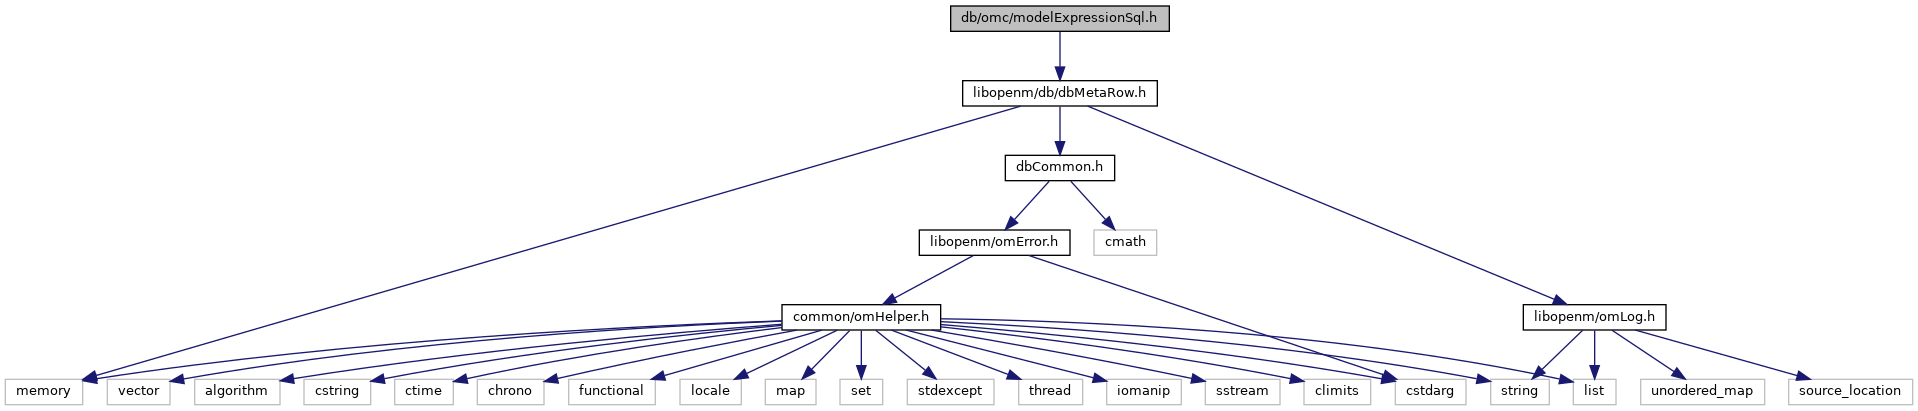 db/omc/modelExpressionSql.h
libopenm/db/dbMetaRow.h
dbCommon.h
libopenm/omError.h
cmath
common/omHelper.h
libopenm/omLog.h
memory
vector
algorithm
cstring
ctime
chrono
functional
locale
map
set
stdexcept
thread
iomanip
sstream
climits
cstdarg
string
list
unordered_map
source_location